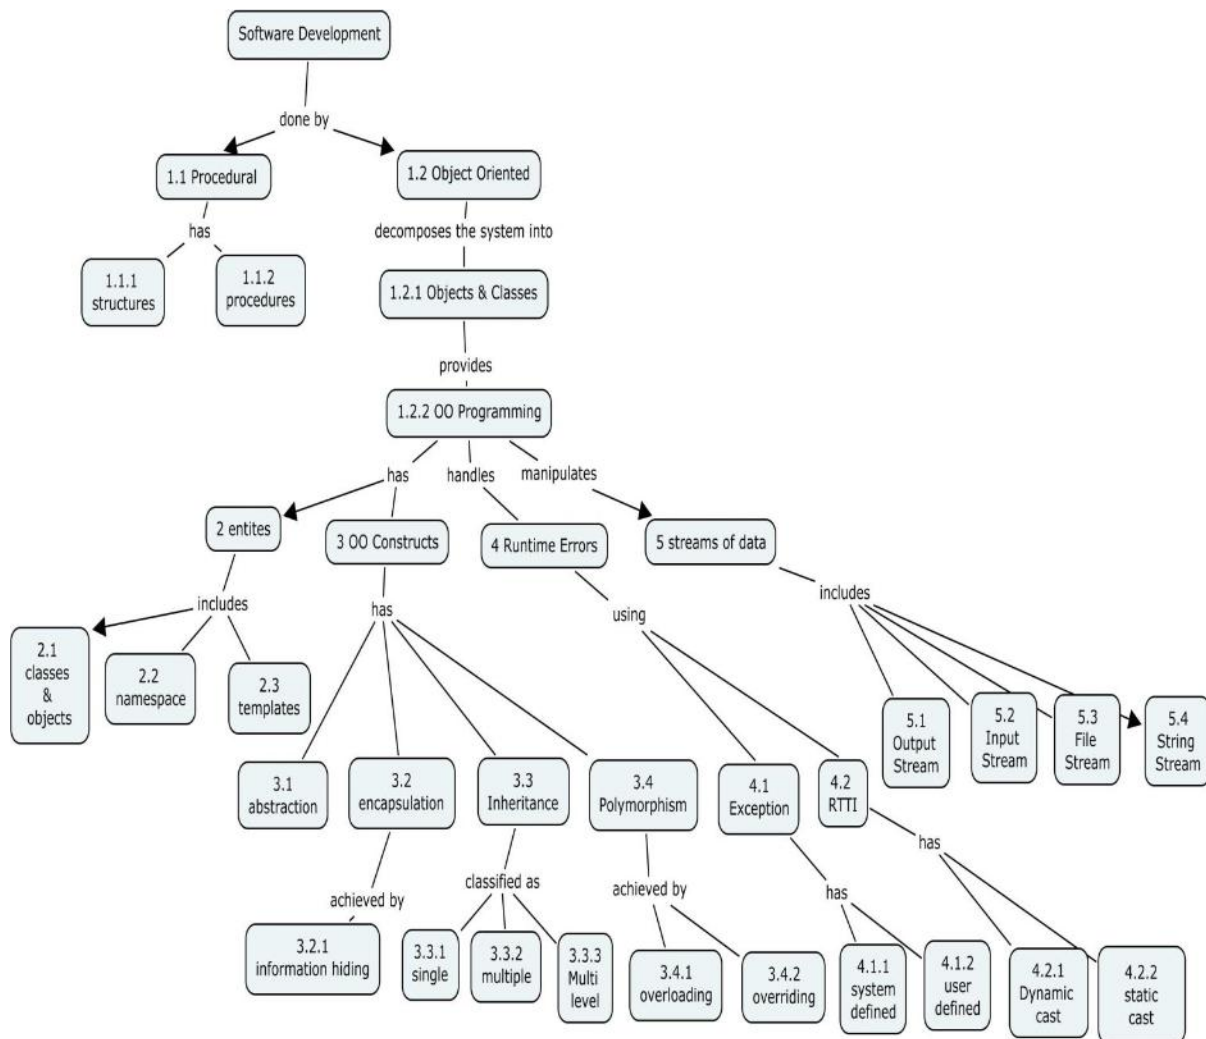 Software Development
done by
1.1 Procedural
1.2 Object Oriented
has
decomposes the system into
1.1.1
structures
1.1.2
procedures
1.2.1 Objects & Classes
provides
1.2.2 OO Programming
has
handles
manipulates
2 entites
3 OO Constructs
4 Runtime Errors
5 streams of data
includes
has
using
includes
2.1
classes
&
objects
2.2
namespace
2.3
templates
5.1
Output
Stream
5.2
Input
Stream
5.3
File
Stream
5.4
String
Stream
3.1
abstraction
3.2
encapsulation
3.3
Inheritance
3.4
Polymorphism
4.1
Exception
4.2
RTTI
achieved by
classified as
achieved by
has
has
3.2.1
information hiding
3.3.1
single
3.3.2
multiple
3.3.3
Multi
level
3.4.1
overloading
3.4.2
overriding
4.1.1
system
defined
4.1.2
user
defined
4.2.1
Dynamic
cast
4.2.2
static
cast